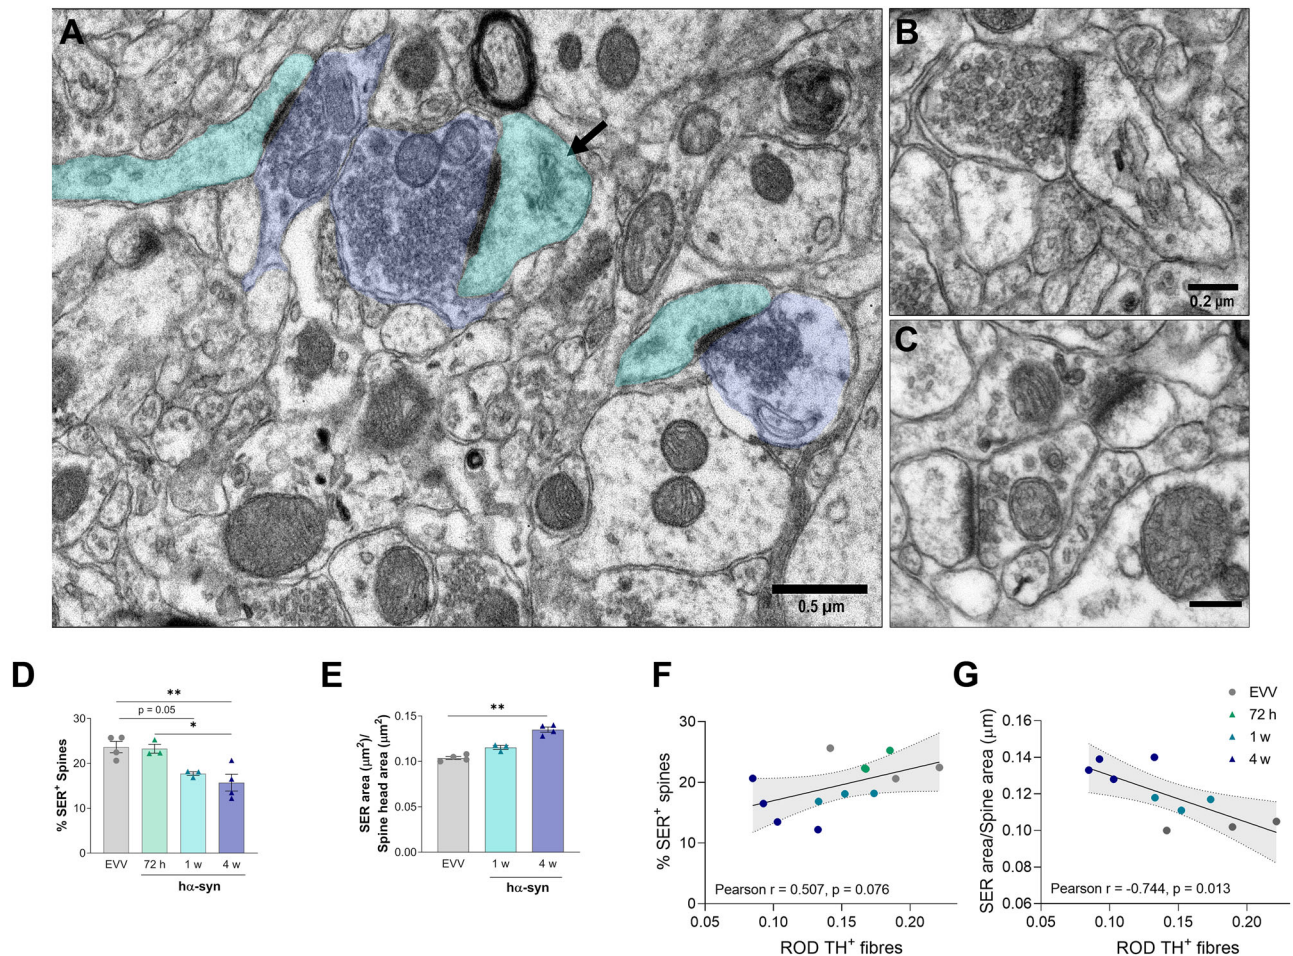 A
B
0.2 µm
C
0.5 µm
D
% SER+ Spines
30
20
10
0
**
p = 0.05
*
EVV
72 h
1 w
4 w
hα-syn
E
SER area (µm2)/
Spine head area (µm2)
0.15
0.10
0.05
0.00
**
EVV
1 w
4 w
hα-syn
F
% SER+ spines
30
20
10
0
Pearson r = 0.507, p = 0.076
0.05
0.10
0.15
0.20
ROD TH+ fibres
G
SER area/Spine area (µm)
0.16
0.14
0.12
0.10
0.08
0.06
Pearson r = -0.744, p = 0.013
0.05
0.10
0.15
0.20
ROD TH+ fibres
EVV
72 h
1 w
4 w